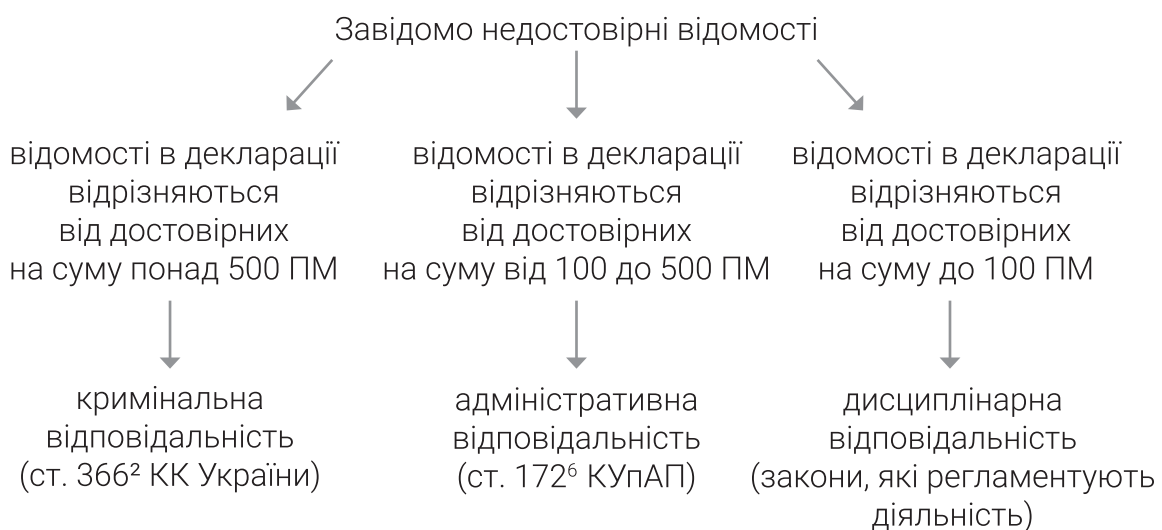 Завідомо недостовірні відомості
відомості в декларації
відрізняються
від достовірних
на суму понад 500 ПМ
кримінальна
відповідальність
(ст. 366² КК України)
відомості в декларації
відрізняються
від достовірних
на суму від 100 до 500 ПМ
адміністративна
відповідальність
(ст. 172⁶ КУпАП)
відомості в декларації
відрізняються
від достовірних
на суму до 100 ПМ
дисциплінарна
відповідальність
(закони, які регламентують
діяльність)